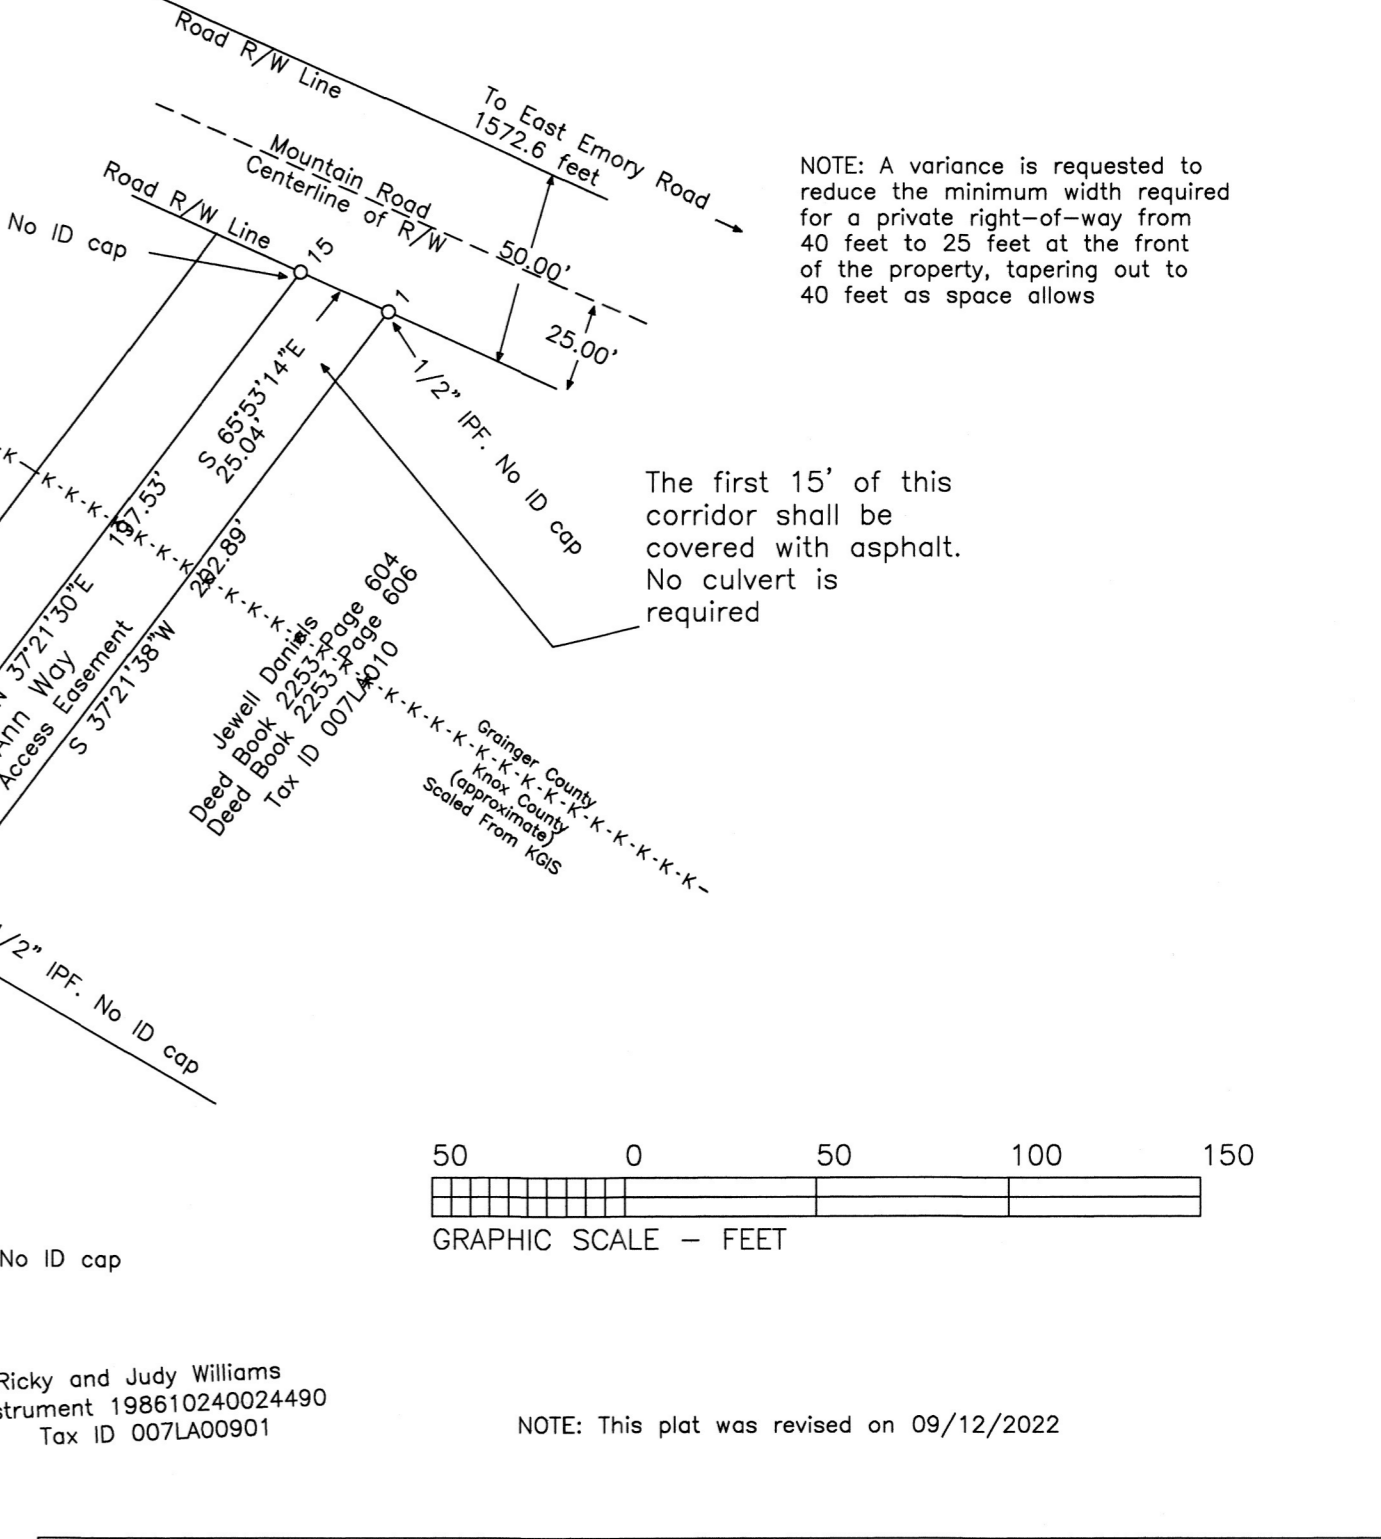 Road R/W Line
To East Emory Road
1572.6 feet
Mountain Road
Centerline of R/W
Road R/W Line
No ID cap
15
1
50.00'
25.00'
NOTE: A variance is requested to
reduce the minimum width required
for a private right-of-way from
40 feet to 25 feet at the front
of the property, tapering out to
40 feet as space allows
S 65°53'14"E
25.04'
1/2" IPF. No ID cap
The first 15' of this
corridor shall be
covered with asphalt.
No culvert is
required
K-K-K-K-K-K-K-K-K-K
197.53'
N 37°21'30"E
202.89'
S 37°21'38"W
Ann Way
Access Easement
Jewell Daniels
Deed Book 2253 Page 604
Deed Book 2253 Page 606
Tax ID 007LA010
Grainger County
Knox County
(approximate)
Scaled From KGIS
1/2" IPF. No ID cap
50 0 50 100 150
GRAPHIC SCALE - FEET
No ID cap
Ricky and Judy Williams
strument 198610240024490
Tax ID 007LA00901
NOTE: This plat was revised on 09/12/2022